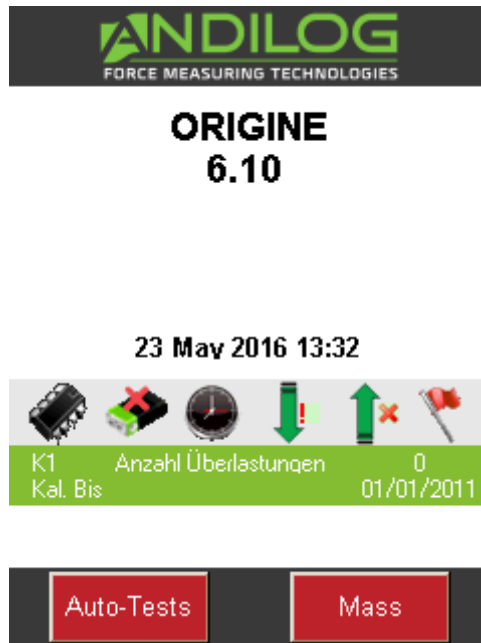 ANDILOG
FORCE MEASURING TECHNOLOGIES
ORIGINE
6.10
23 May 2016 13:32
K1 Anzahl Überlastungen 0
Kal. Bis 01/01/2011
Auto-Tests Mass